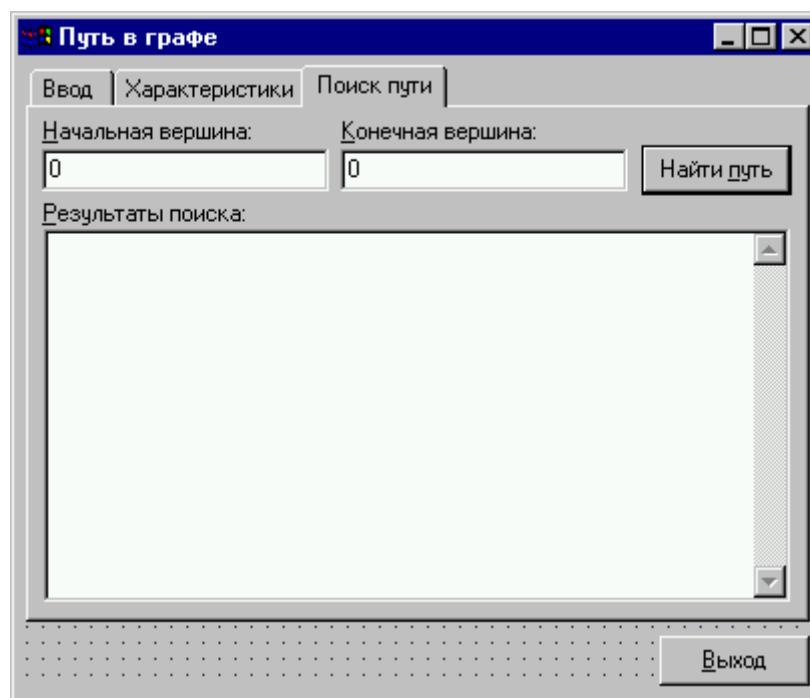 Путь в графе
Ввод Характеристики Поиск пути
Начальная вершина: Конечная вершина:
0 0 Найти путь
Результаты поиска:
Выход